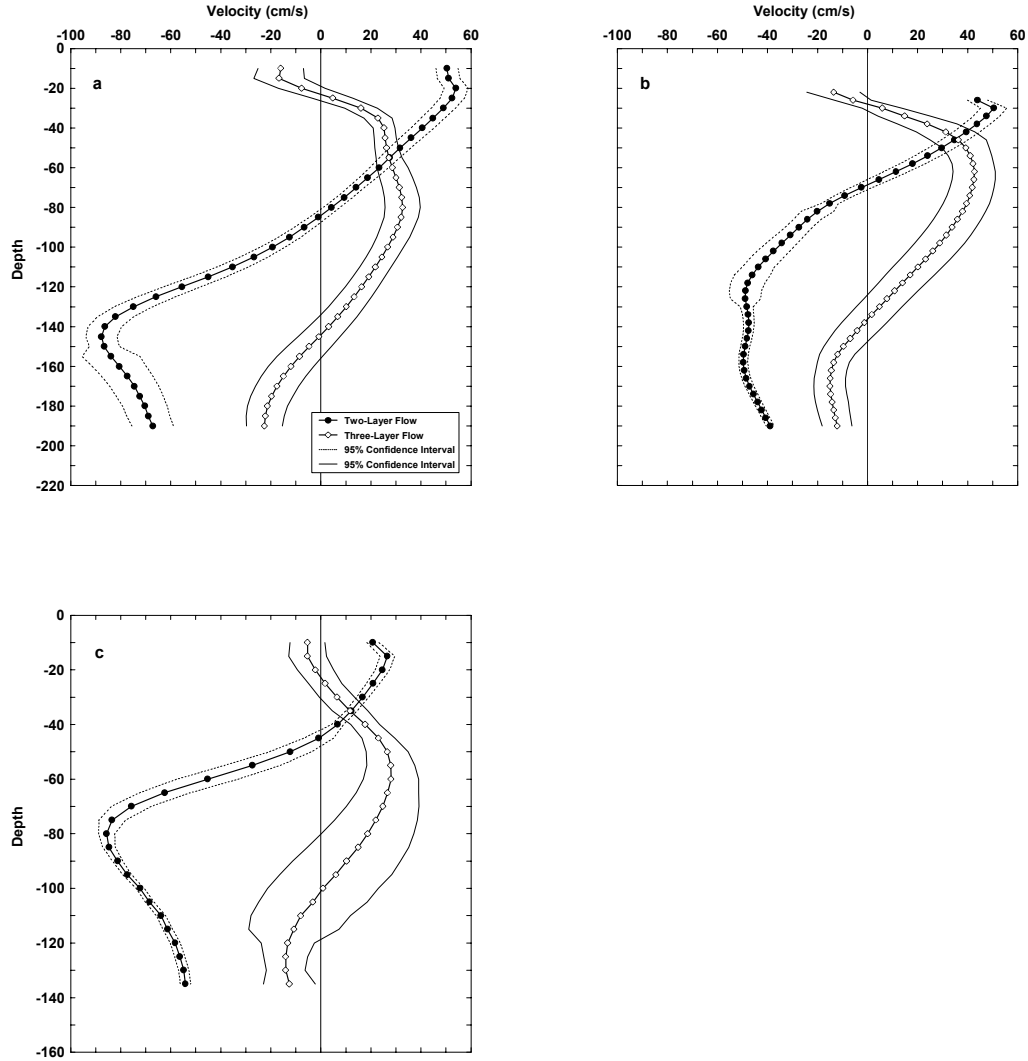 Velocity (cm/s)
-100 -80 -60 -40 -20 0 20 40 60
0
-20
-40
-60
-80
-100
-120
-140
-160
-180
-200
-220
Depth
a
Two-Layer Flow
Three-Layer Flow
95% Confidence Interval
95% Confidence Interval
Velocity (cm/s)
-100 -80 -60 -40 -20 0 20 40 60
b
0
-20
-40
-60
-80
-100
-120
-140
-160
Depth
c